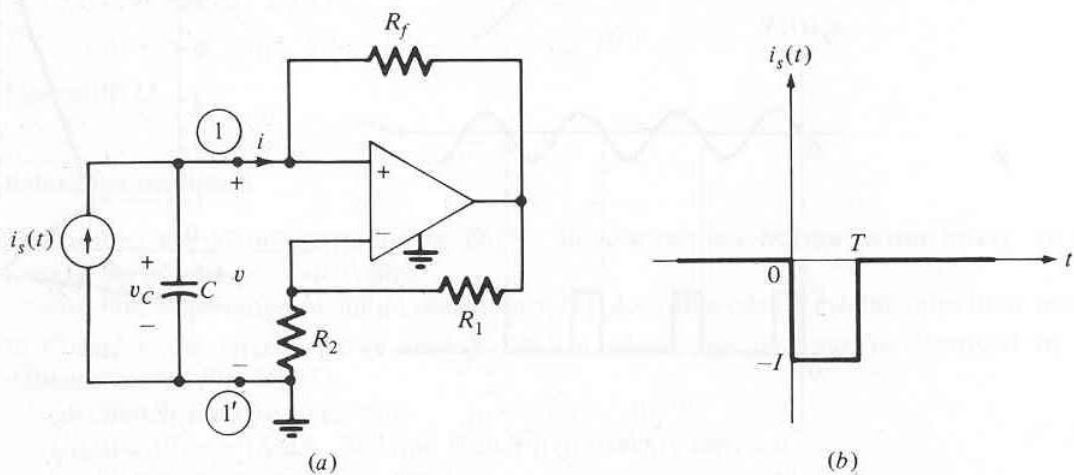 R_f
i_s(t)
1
i
+
+
−
T
0
t
i_s(t)
+
v_C
−
C
v
R_1
R_2
−I
−
1'
(a)
(b)